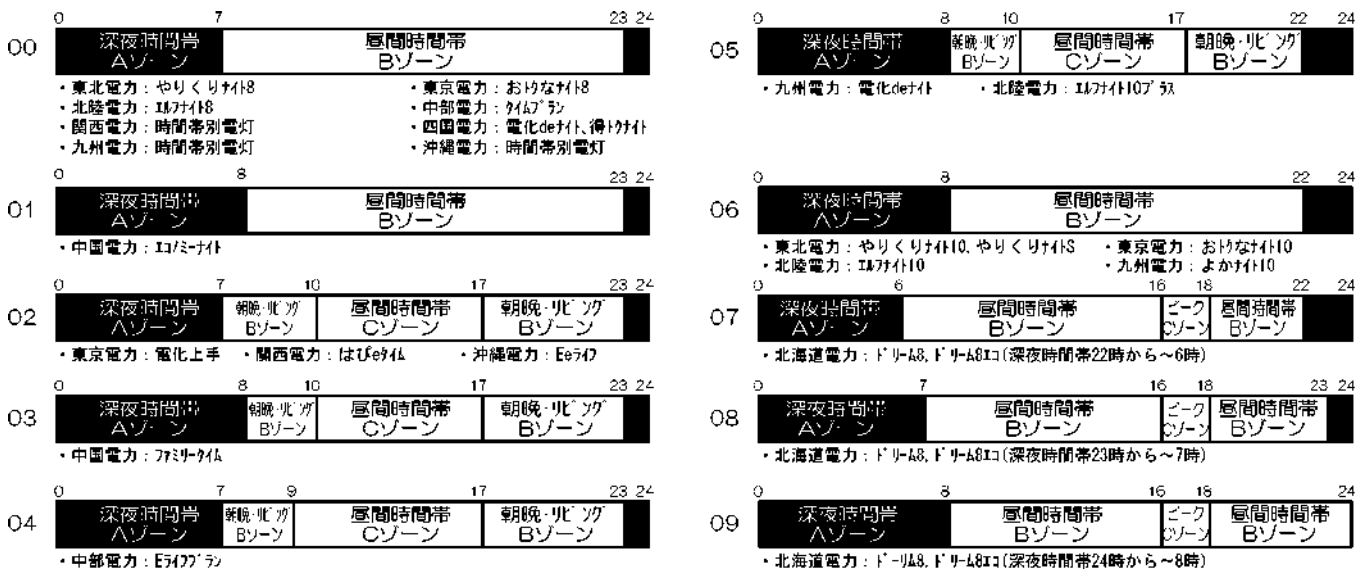 0 7 23 24
00 深夜時間帯 昼間時間帯
Aゾーン Bゾーン
・東北電力：やりくりﾅｲﾄ8 ・東京電力：おﾄｸなﾅｲﾄ8
・北陸電力：ｴﾙﾌﾅｲﾄ8 ・中部電力：ﾀｲﾑﾌﾟﾗﾝ
・関西電力：時間帯別電灯 ・四国電力：電化deﾅｲﾄ、得ﾄｸﾅｲﾄ
・九州電力：時間帯別電灯 ・沖縄電力：時間帯別電灯
0 8 23 24
01 深夜時間帯 昼間時間帯
Aゾーン Bゾーン
・中国電力：ｴｺﾉﾐｰﾅｲﾄ
0 7 10 17 23 24
02 深夜時間帯 朝晩･ﾘﾋﾞﾝｸﾞ 昼間時間帯 朝晩･ﾘﾋﾞﾝｸﾞ
Aゾーン Bゾーン Cゾーン Bゾーン
・東京電力：電化上手 ・関西電力：はぴeﾀｲﾑ ・沖縄電力：Eeﾗｲﾌ
0 8 10 17 23 24
03 深夜時間帯 朝晩･ﾘﾋﾞﾝｸﾞ 昼間時間帯 朝晩･ﾘﾋﾞﾝｸﾞ
Aゾーン Bゾーン Cゾーン Bゾーン
・中国電力：ﾌｧﾐﾘｰﾀｲﾑ
0 7 9 17 23 24
04 深夜時間帯 朝晩･ﾘﾋﾞﾝｸﾞ 昼間時間帯 朝晩･ﾘﾋﾞﾝｸﾞ
Aゾーン Bゾーン Cゾーン Bゾーン
・中部電力：Eﾗｲﾌﾌﾟﾗﾝ
0 8 10 17 22 24
05 深夜時間帯 朝晩･ﾘﾋﾞﾝｸﾞ 昼間時間帯 朝晩･ﾘﾋﾞﾝｸﾞ
Aゾーン Bゾーン Cゾーン Bゾーン
・九州電力：電化deﾅｲﾄ ・北陸電力：ｴﾙﾌﾅｲﾄ10ﾌﾟﾗｽ
0 8 22 24
06 深夜時間帯 昼間時間帯
Aゾーン Bゾーン
・東北電力：やりくりﾅｲﾄ10、やりくりﾅｲﾄS ・東京電力：おﾄｸなﾅｲﾄ10
・北陸電力：ｴﾙﾌﾅｲﾄ10 ・九州電力：よかﾅｲﾄ10
0 6 16 18 22 24
07 深夜時間帯 昼間時間帯 ピーク 昼間時間帯
Aゾーン Bゾーン Cゾーン Bゾーン
・北海道電力：ﾄﾞﾘｰﾑ8,ﾄﾞﾘｰﾑ8ｴｺ(深夜時間帯22時から～6時)
0 7 16 18 23 24
08 深夜時間帯 昼間時間帯 ピーク 昼間時間帯
Aゾーン Bゾーン Cゾーン Bゾーン
・北海道電力：ﾄﾞﾘｰﾑ8,ﾄﾞﾘｰﾑ8ｴｺ(深夜時間帯23時から～7時)
0 8 16 18 24
09 深夜時間帯 昼間時間帯 ピーク 昼間時間帯
Aゾーン Bゾーン Cゾーン Bゾーン
・北海道電力：ﾄﾞｰﾘﾑ8,ﾄﾞﾘｰﾑ8ｴｺ(深夜時間帯24時から～8時)